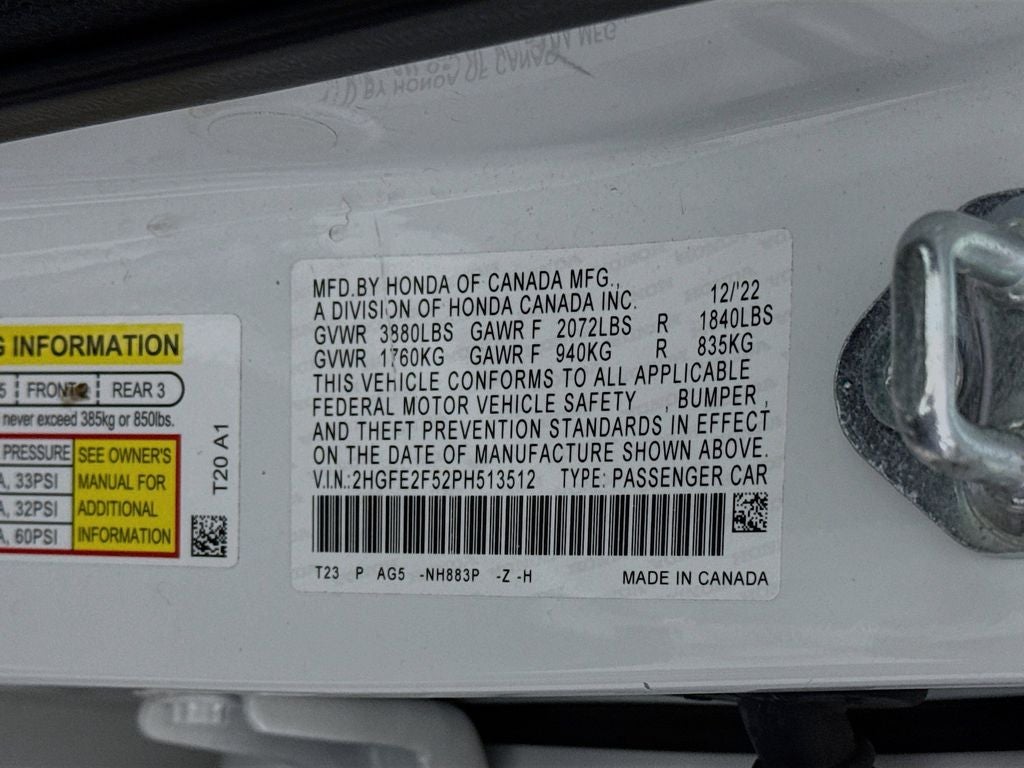 G INFORMATION
5 FRONT 2 REAR 3
never exceed 385kg or 850lbs.
PRESSURE
A, 33PSI
A, 32PSI
A, 60PSI
SEE OWNER'S
MANUAL FOR
ADDITIONAL
INFORMATION
T20 A1
MFD.BY HONDA OF CANADA MFG.,
A DIVISION OF HONDA CANADA INC. 12/'22
GVWR 3880LBS GAWR F 2072LBS R 1840LBS
GVWR 1760KG GAWR F 940KG R 835KG
THIS VEHICLE CONFORMS TO ALL APPLICABLE
FEDERAL MOTOR VEHICLE SAFETY , BUMPER ,
AND THEFT PREVENTION STANDARDS IN EFFECT
ON THE DATE OF MANUFACTURE SHOWN ABOVE.
V.I.N.:2HGFE2F52PH513512 TYPE: PASSENGER CAR
T23 P AG5 -NH883P -Z -H MADE IN CANADA